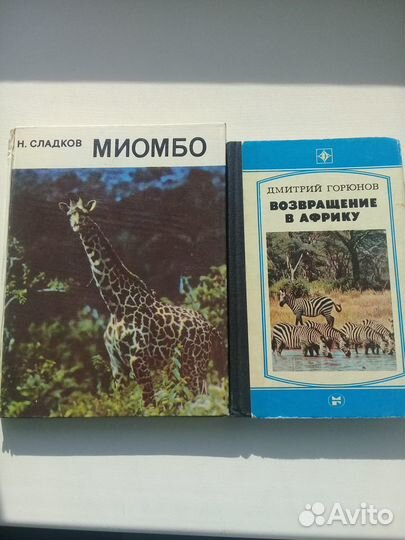 Н. СЛАДКОВ
МИОМБО
ДМИТРИЙ ГОРЮНОВ
ВОЗВРАЩЕНИЕ
В АФРИКУ
Avito